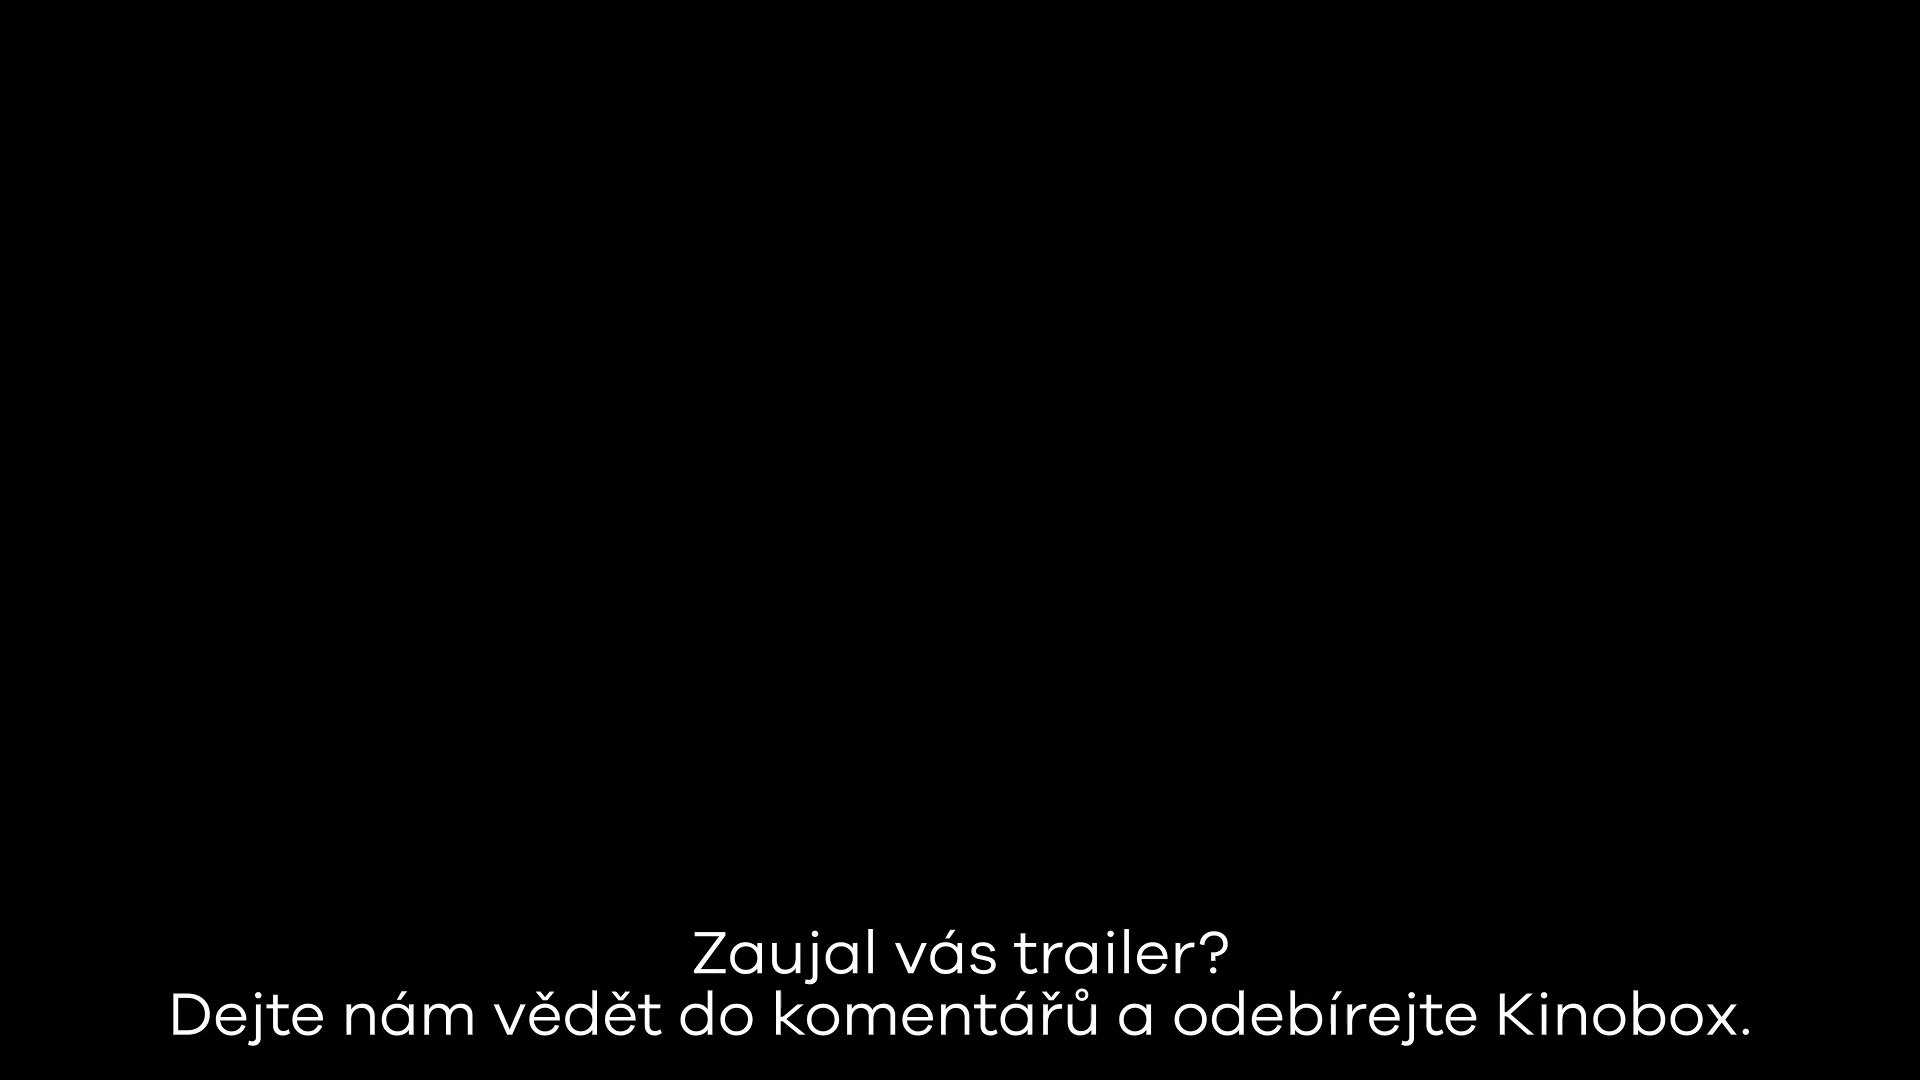 Zaujal vás trailer?
Dejte nám vědět do komentářů a odebírejte Kinobox.